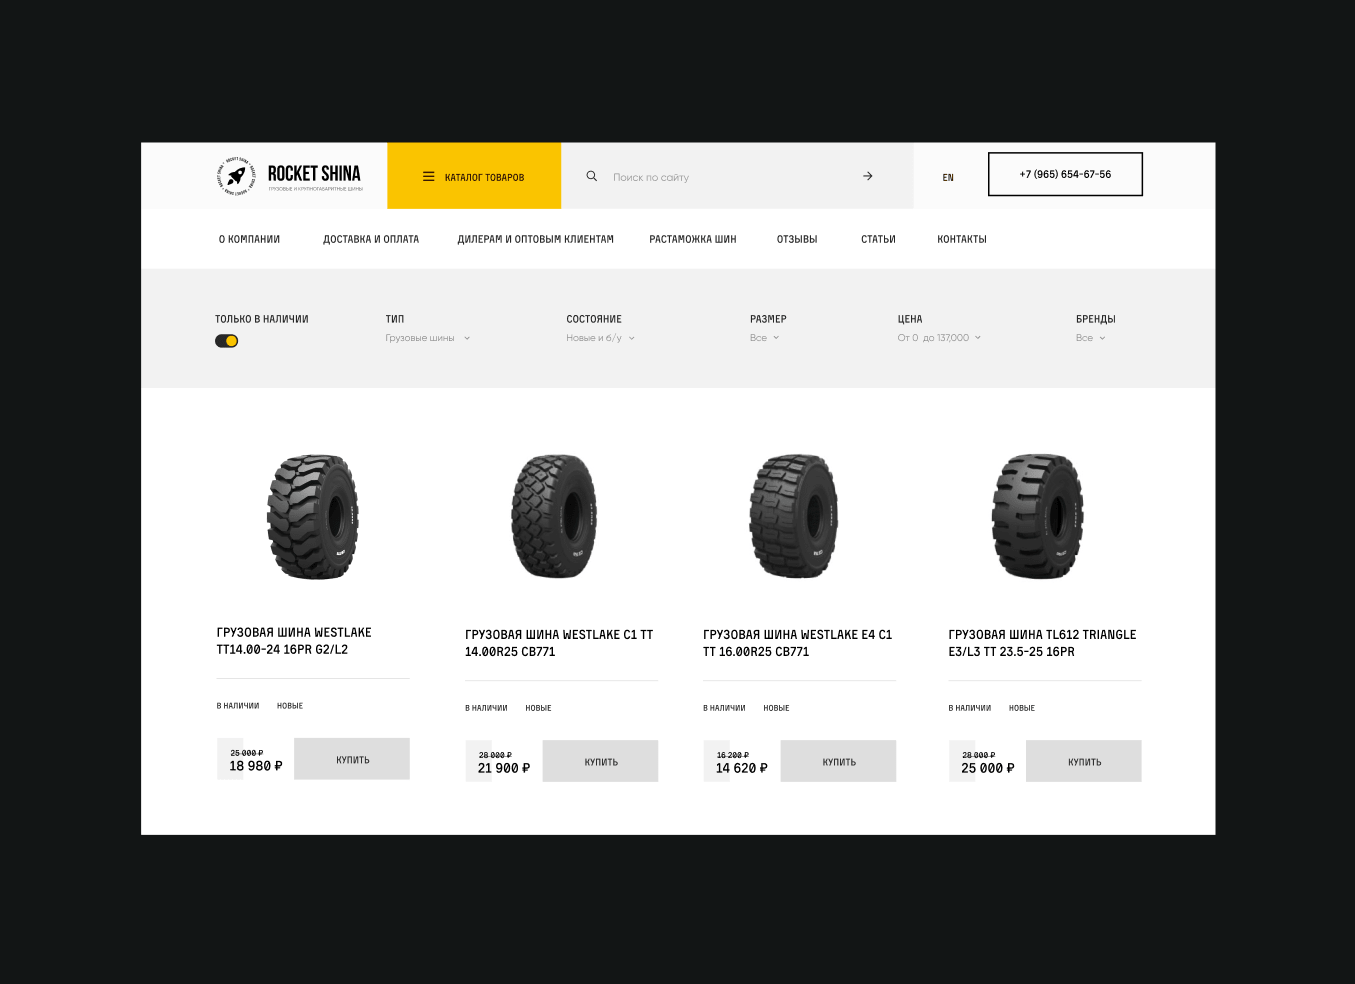 ROCKET SHINA
ГРУЗОВЫЕ И КРУПНОГАБАРИТНЫЕ ШИНЫ
КАТАЛОГ ТОВАРОВ
Поиск по сайту
EN
+7 (965) 654-67-56
О КОМПАНИИ ДОСТАВКА И ОПЛАТА ДИЛЕРАМ И ОПТОВЫМ КЛИЕНТАМ РАСТАМОЖКА ШИН ОТЗЫВЫ СТАТЬИ КОНТАКТЫ
ТОЛЬКО В НАЛИЧИИ
ТИП
Грузовые шины
СОСТОЯНИЕ
Новые и б/у
РАЗМЕР
Все
ЦЕНА
От 0 до 137,000
БРЕНДЫ
Все
ГРУЗОВАЯ ШИНА WESTLAKE
TT14.00-24 16PR G2/L2
В НАЛИЧИИ НОВЫЕ
25 000 ₽
18 980 ₽
КУПИТЬ
ГРУЗОВАЯ ШИНА WESTLAKE C1 TT
14.00R25 CB771
В НАЛИЧИИ НОВЫЕ
28 000 ₽
21 900 ₽
КУПИТЬ
ГРУЗОВАЯ ШИНА WESTLAKE E4 C1
TT 16.00R25 CB771
В НАЛИЧИИ НОВЫЕ
16 200 ₽
14 620 ₽
КУПИТЬ
ГРУЗОВАЯ ШИНА TL612 TRIANGLE
E3/L3 TT 23.5-25 16PR
В НАЛИЧИИ НОВЫЕ
28 000 ₽
25 000 ₽
КУПИТЬ